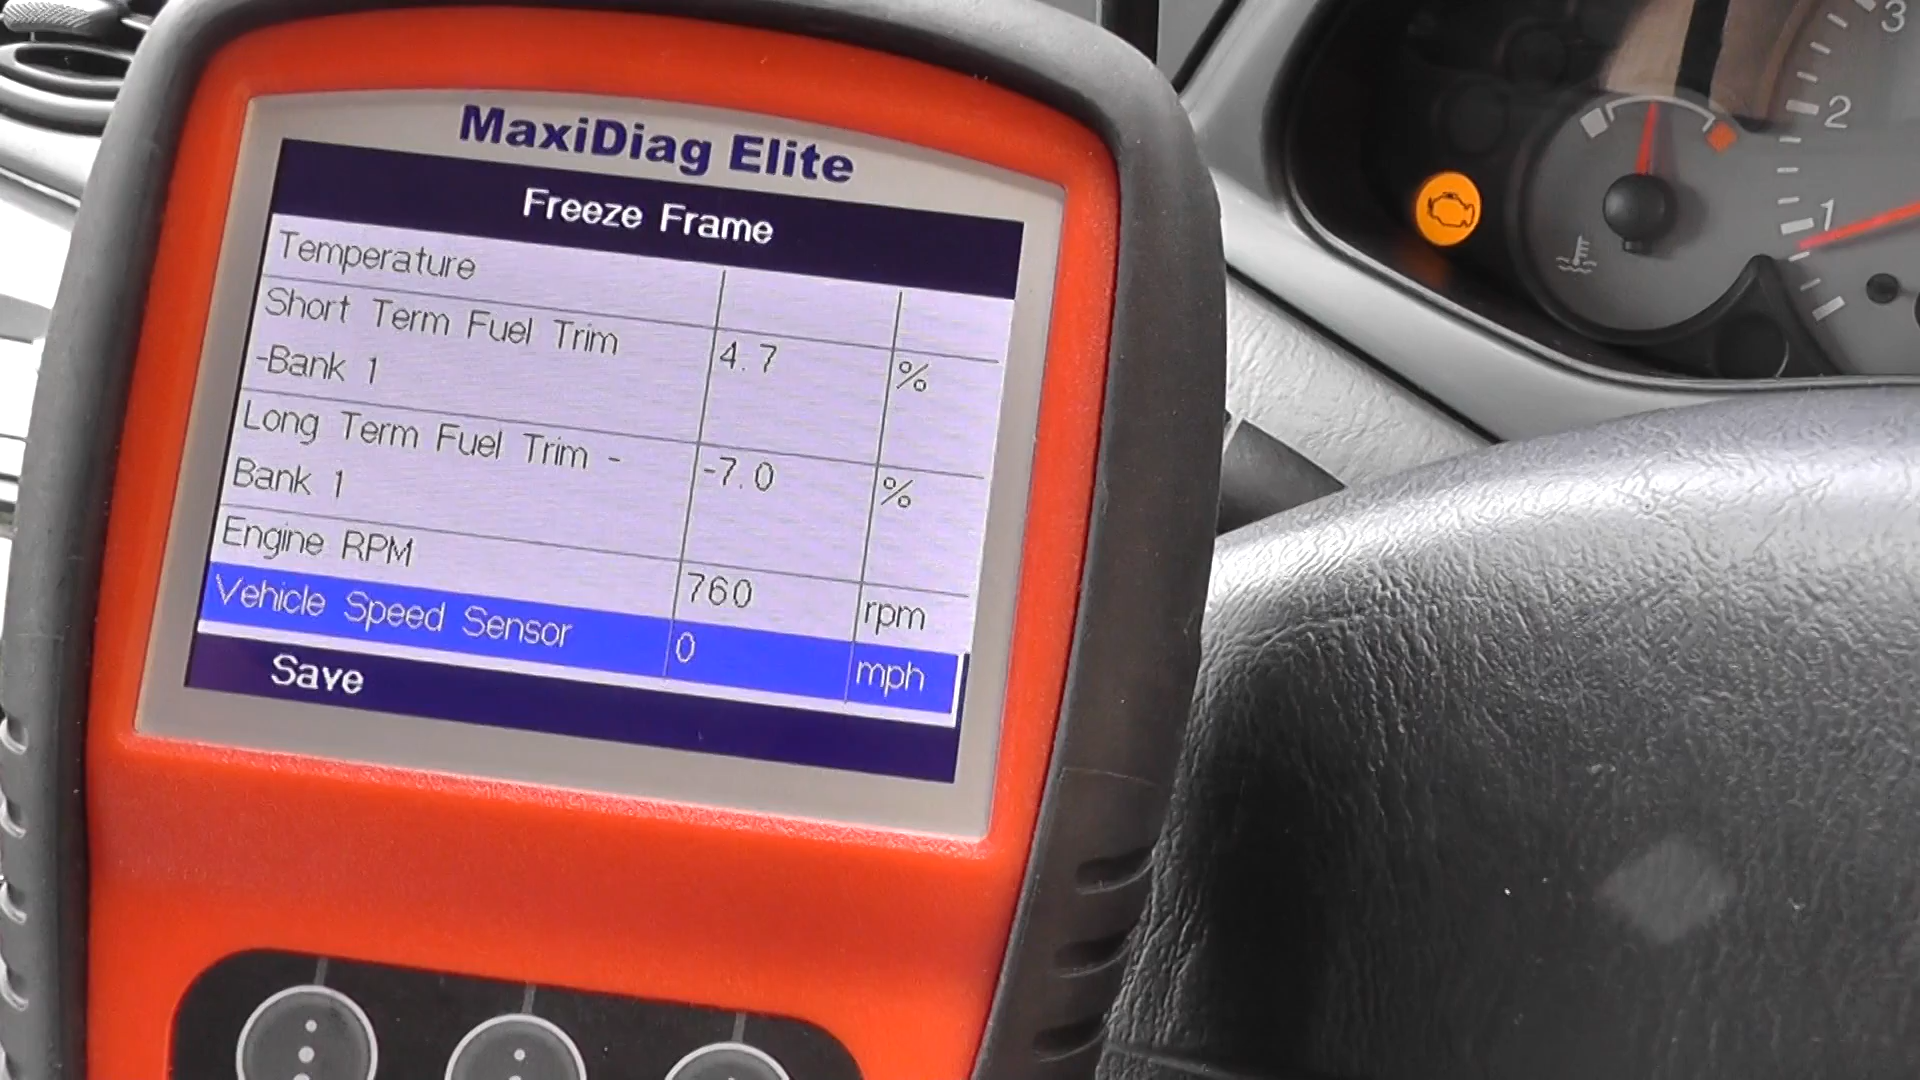 MaxiDiag Elite
Freeze Frame
Temperature
Short Term Fuel Trim
-Bank 1
4.7
%
Long Term Fuel Trim -
Bank 1
-7.0
%
Engine RPM
760
rpm
Vehicle Speed Sensor
0
mph
Save
3
2
1